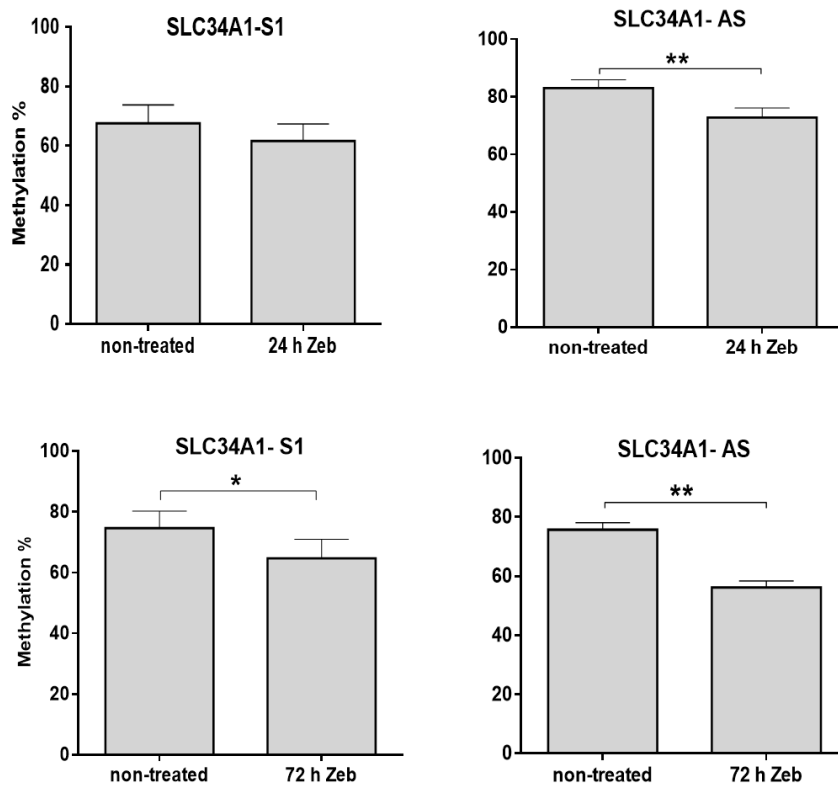 SLC34A1-S1
100
80
60
40
20
0
Methylation %
non-treated
24 h Zeb
SLC34A1- AS
**
100
80
60
40
20
0
non-treated
24 h Zeb
SLC34A1- S1
*
100
80
60
40
20
0
Methylation %
non-treated
72 h Zeb
SLC34A1- AS
**
100
80
60
40
20
0
non-treated
72 h Zeb